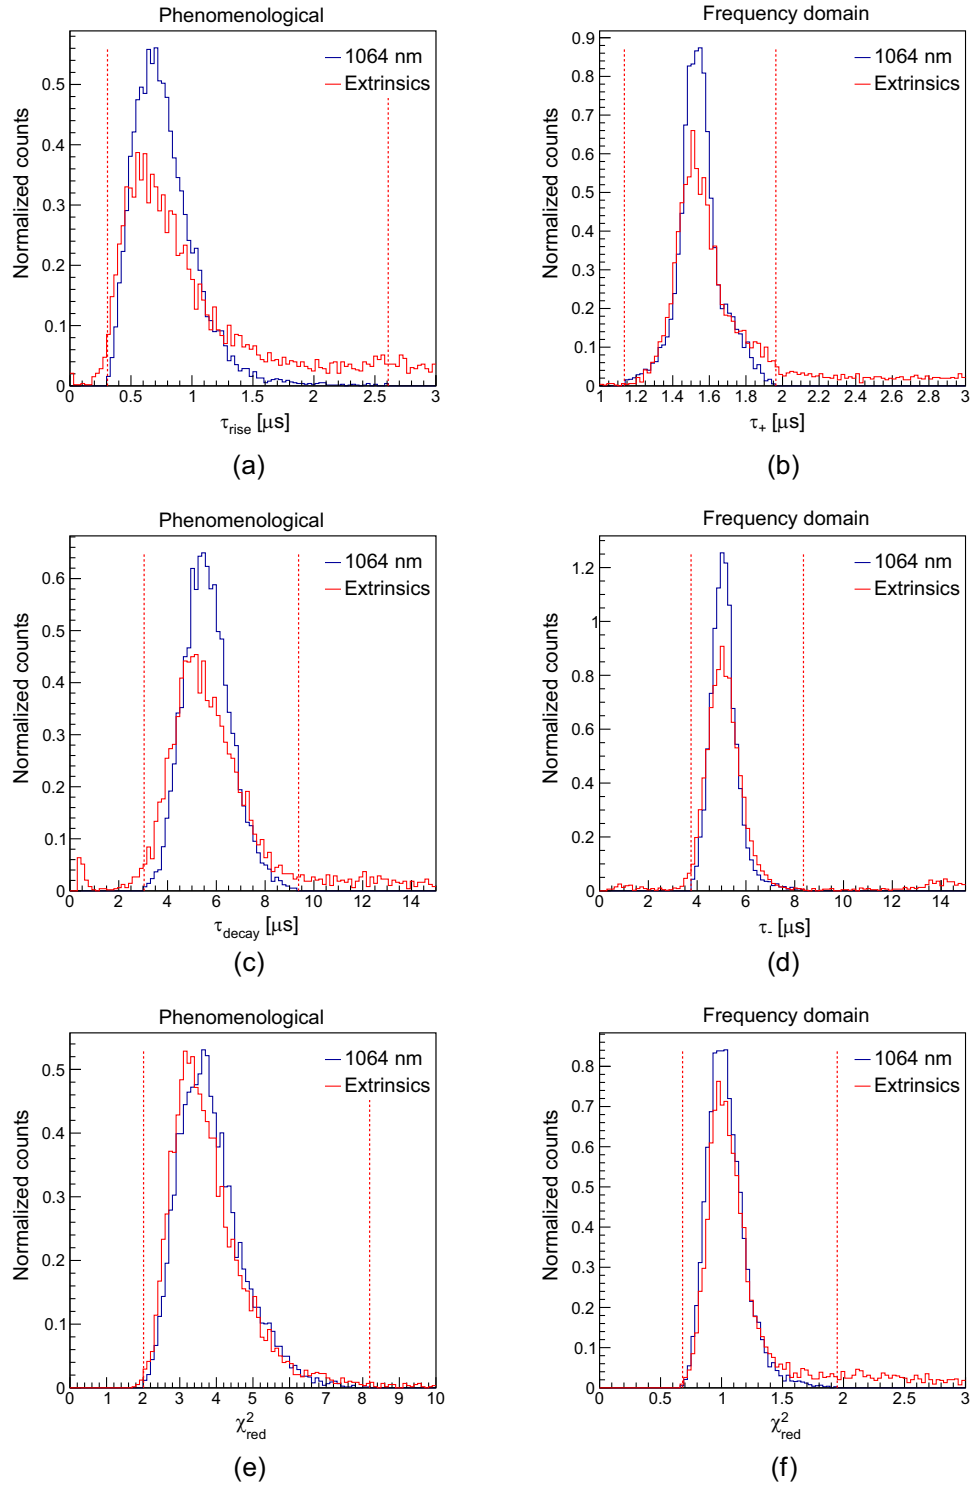 Phenomenological
Normalized counts
0.5
0.4
0.3
0.2
0.1
0
1064 nm
Extrinsics
0 0.5 1 1.5 2 2.5 3
τrise [μs]
(a)
Frequency domain
Normalized counts
0.9
0.8
0.7
0.6
0.5
0.4
0.3
0.2
0.1
0
1064 nm
Extrinsics
1 1.2 1.4 1.6 1.8 2 2.2 2.4 2.6 2.8 3
τ+ [μs]
(b)
Phenomenological
Normalized counts
0.6
0.5
0.4
0.3
0.2
0.1
0
1064 nm
Extrinsics
0 2 4 6 8 10 12 14
τdecay [μs]
(c)
Frequency domain
Normalized counts
1.2
1
0.8
0.6
0.4
0.2
0
1064 nm
Extrinsics
0 2 4 6 8 10 12 14
τ- [μs]
(d)
Phenomenological
Normalized counts
0.5
0.4
0.3
0.2
0.1
0
1064 nm
Extrinsics
0 1 2 3 4 5 6 7 8 9 10
χ²red
(e)
Frequency domain
Normalized counts
0.8
0.7
0.6
0.5
0.4
0.3
0.2
0.1
0
1064 nm
Extrinsics
0 0.5 1 1.5 2 2.5 3
χ²red
(f)